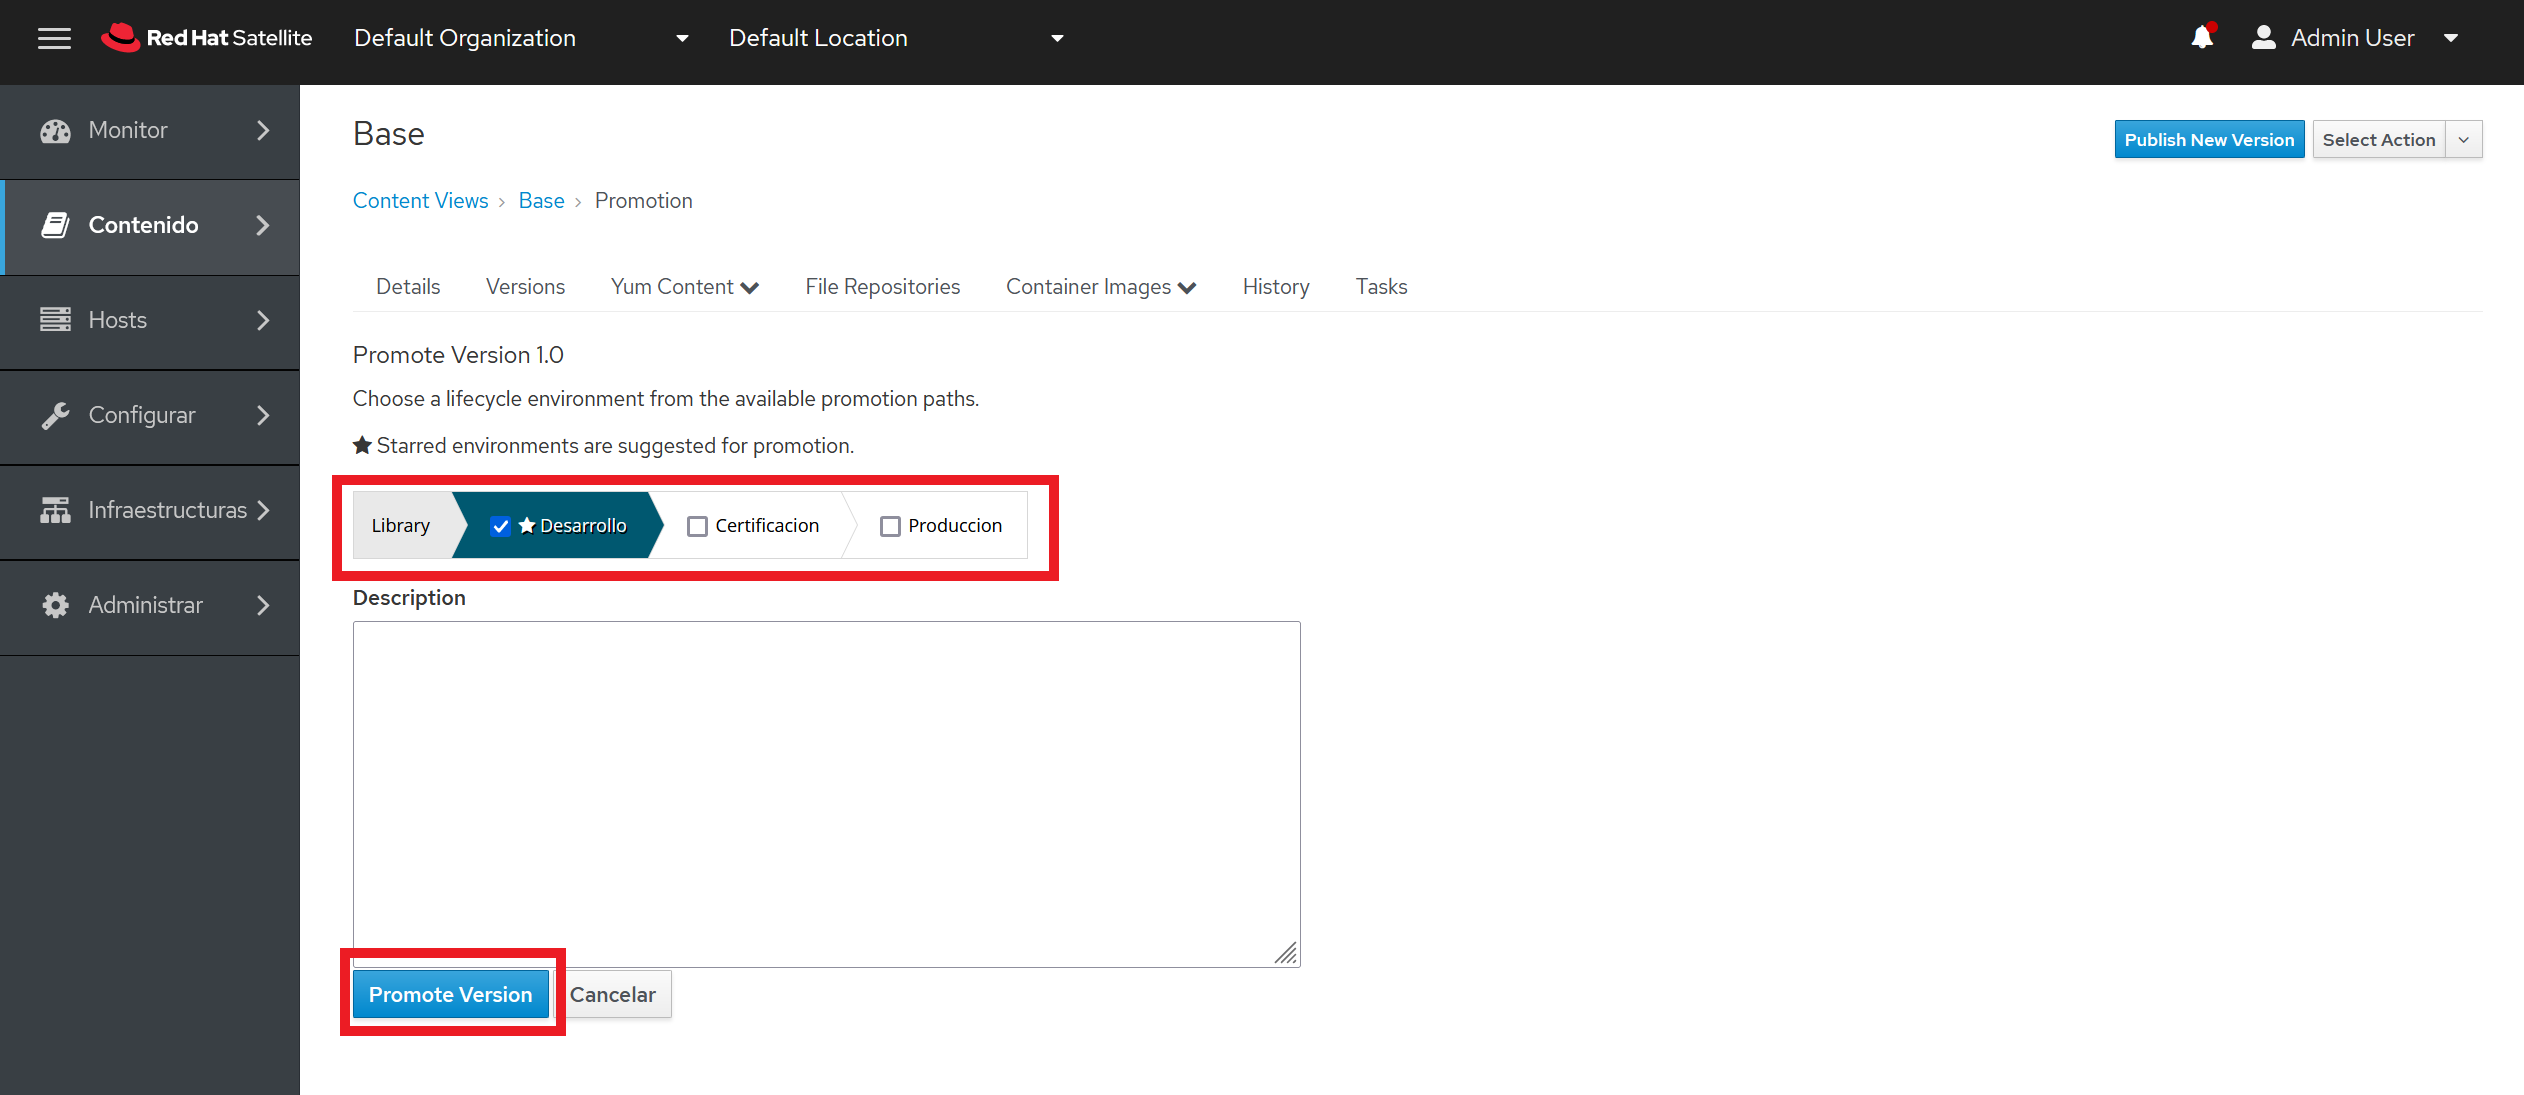 Red Hat Satellite
Default Organization
Default Location
Admin User
Monitor
Contenido
Hosts
Configurar
Infraestructuras
Administrar
Base
Publish New Version
Select Action
Content Views › Base › Promotion
Details Versions Yum Content File Repositories Container Images History Tasks
Promote Version 1.0
Choose a lifecycle environment from the available promotion paths.
Starred environments are suggested for promotion.
Library Desarrollo Certificacion Produccion
Description
Promote Version Cancelar